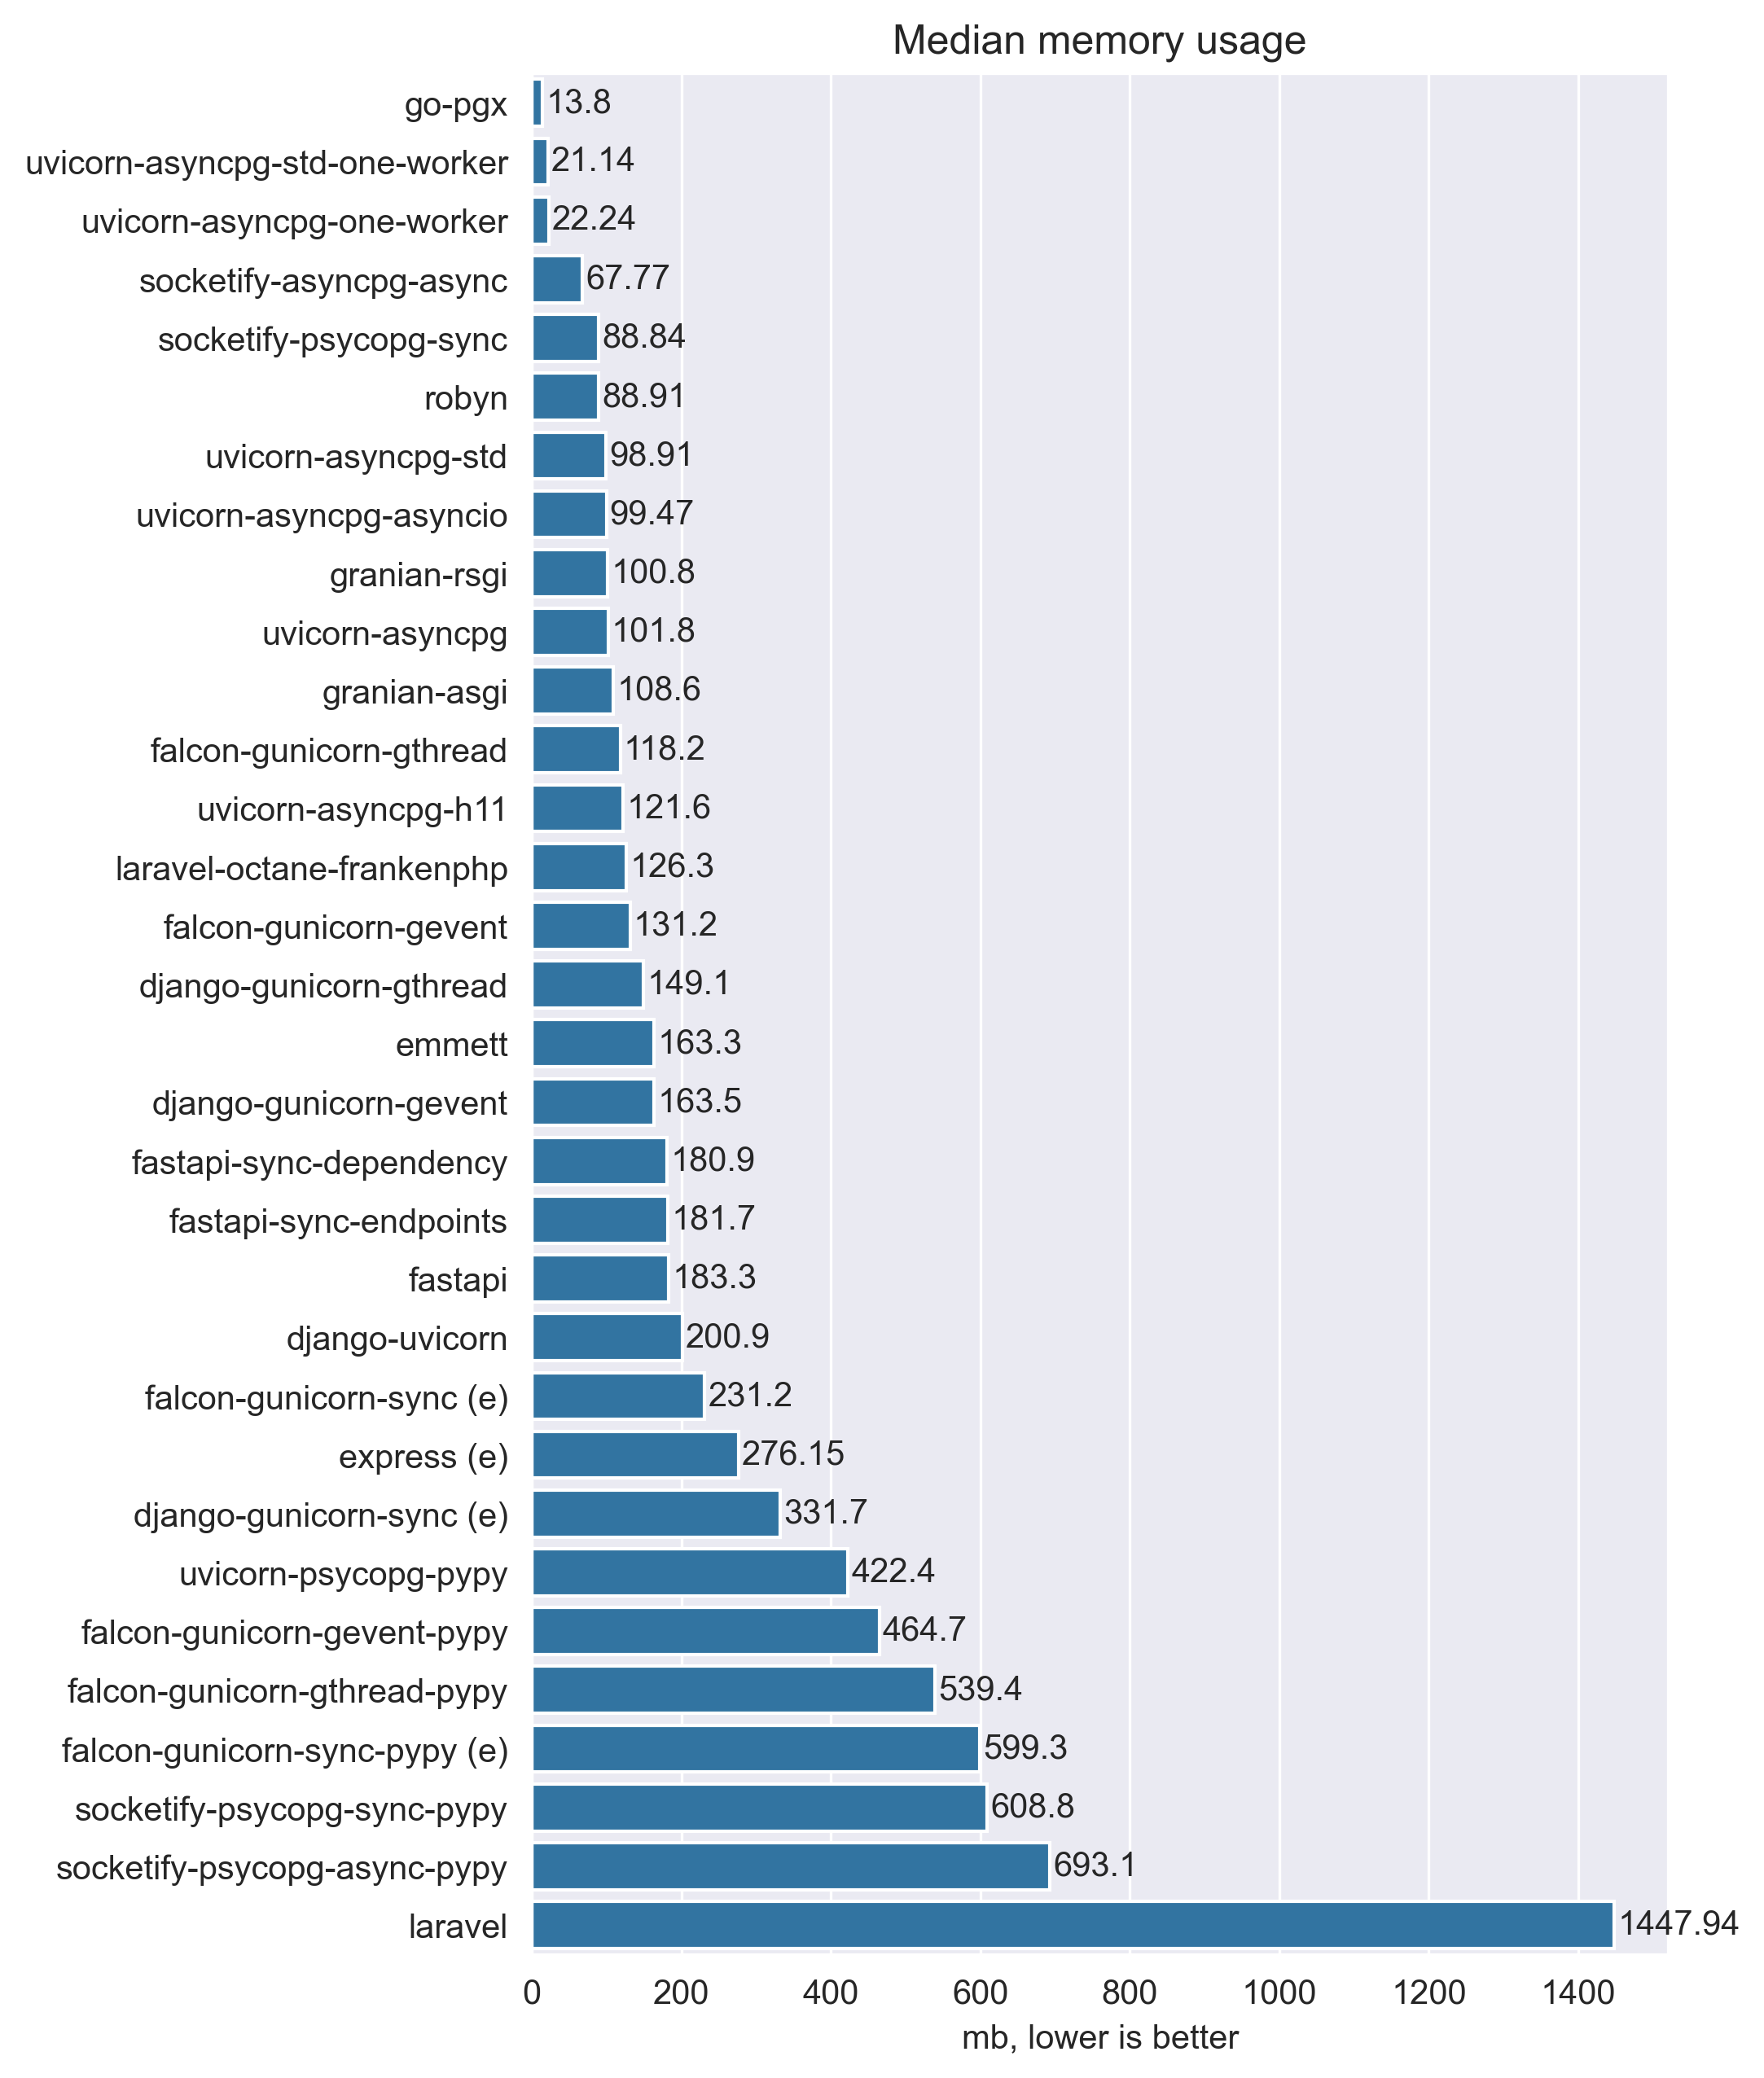 Median memory usage
go-pgx 13.8
uvicorn-asyncpg-std-one-worker 21.14
uvicorn-asyncpg-one-worker 22.24
socketify-asyncpg-async 67.77
socketify-psycopg-sync 88.84
robyn 88.91
uvicorn-asyncpg-std 98.91
uvicorn-asyncpg-asyncio 99.47
granian-rsgi 100.8
uvicorn-asyncpg 101.8
granian-asgi 108.6
falcon-gunicorn-gthread 118.2
uvicorn-asyncpg-h11 121.6
laravel-octane-frankenphp 126.3
falcon-gunicorn-gevent 131.2
django-gunicorn-gthread 149.1
emmett 163.3
django-gunicorn-gevent 163.5
fastapi-sync-dependency 180.9
fastapi-sync-endpoints 181.7
fastapi 183.3
django-uvicorn 200.9
falcon-gunicorn-sync (e) 231.2
express (e) 276.15
django-gunicorn-sync (e) 331.7
uvicorn-psycopg-pypy 422.4
falcon-gunicorn-gevent-pypy 464.7
falcon-gunicorn-gthread-pypy 539.4
falcon-gunicorn-sync-pypy (e) 599.3
socketify-psycopg-sync-pypy 608.8
socketify-psycopg-async-pypy 693.1
laravel 1447.94
0 200 400 600 800 1000 1200 1400
mb, lower is better